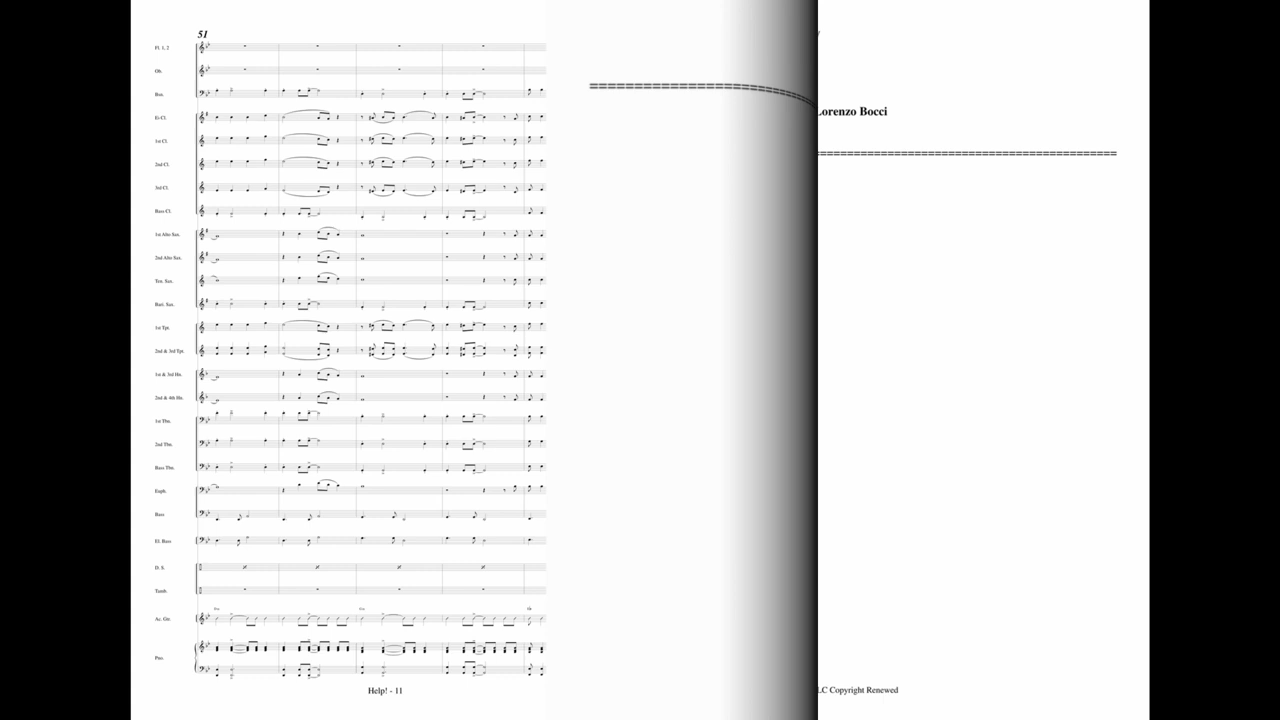 51
Fl. 1, 2
Ob.
Bsn.
E♭ Cl.
1st Cl.
2nd Cl.
3rd Cl.
Bass Cl.
1st Alto Sax.
2nd Alto Sax.
Ten. Sax.
Bari. Sax.
1st Tpt.
2nd & 3rd Tpt.
1st & 3rd Hn.
2nd & 4th Hn.
1st Tbn.
2nd Tbn.
Bass Tbn.
Euph.
Bass
El. Bass
D. S.
Tamb.
Ac. Gtr.
Pno.
Help! - 11
Lorenzo Bocci
LC Copyright Renewed